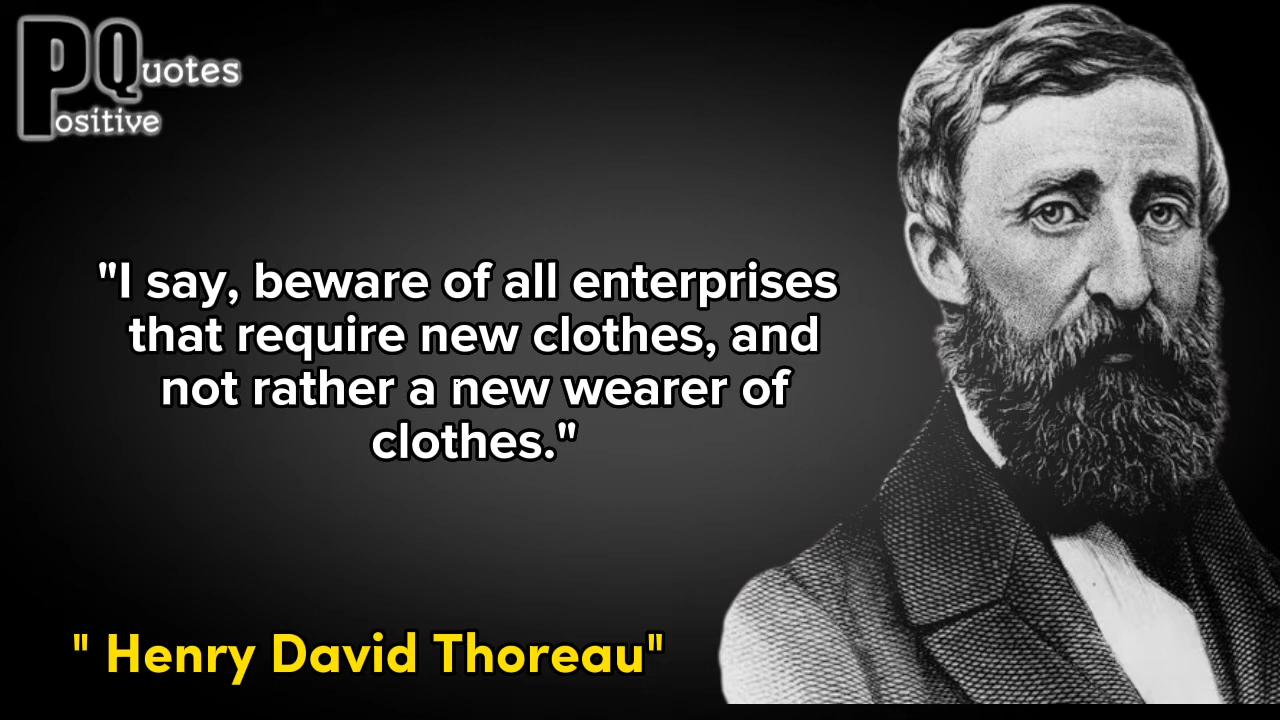 PQuotes
Positive
"I say, beware of all enterprises
that require new clothes, and
not rather a new wearer of
clothes."
" Henry David Thoreau"